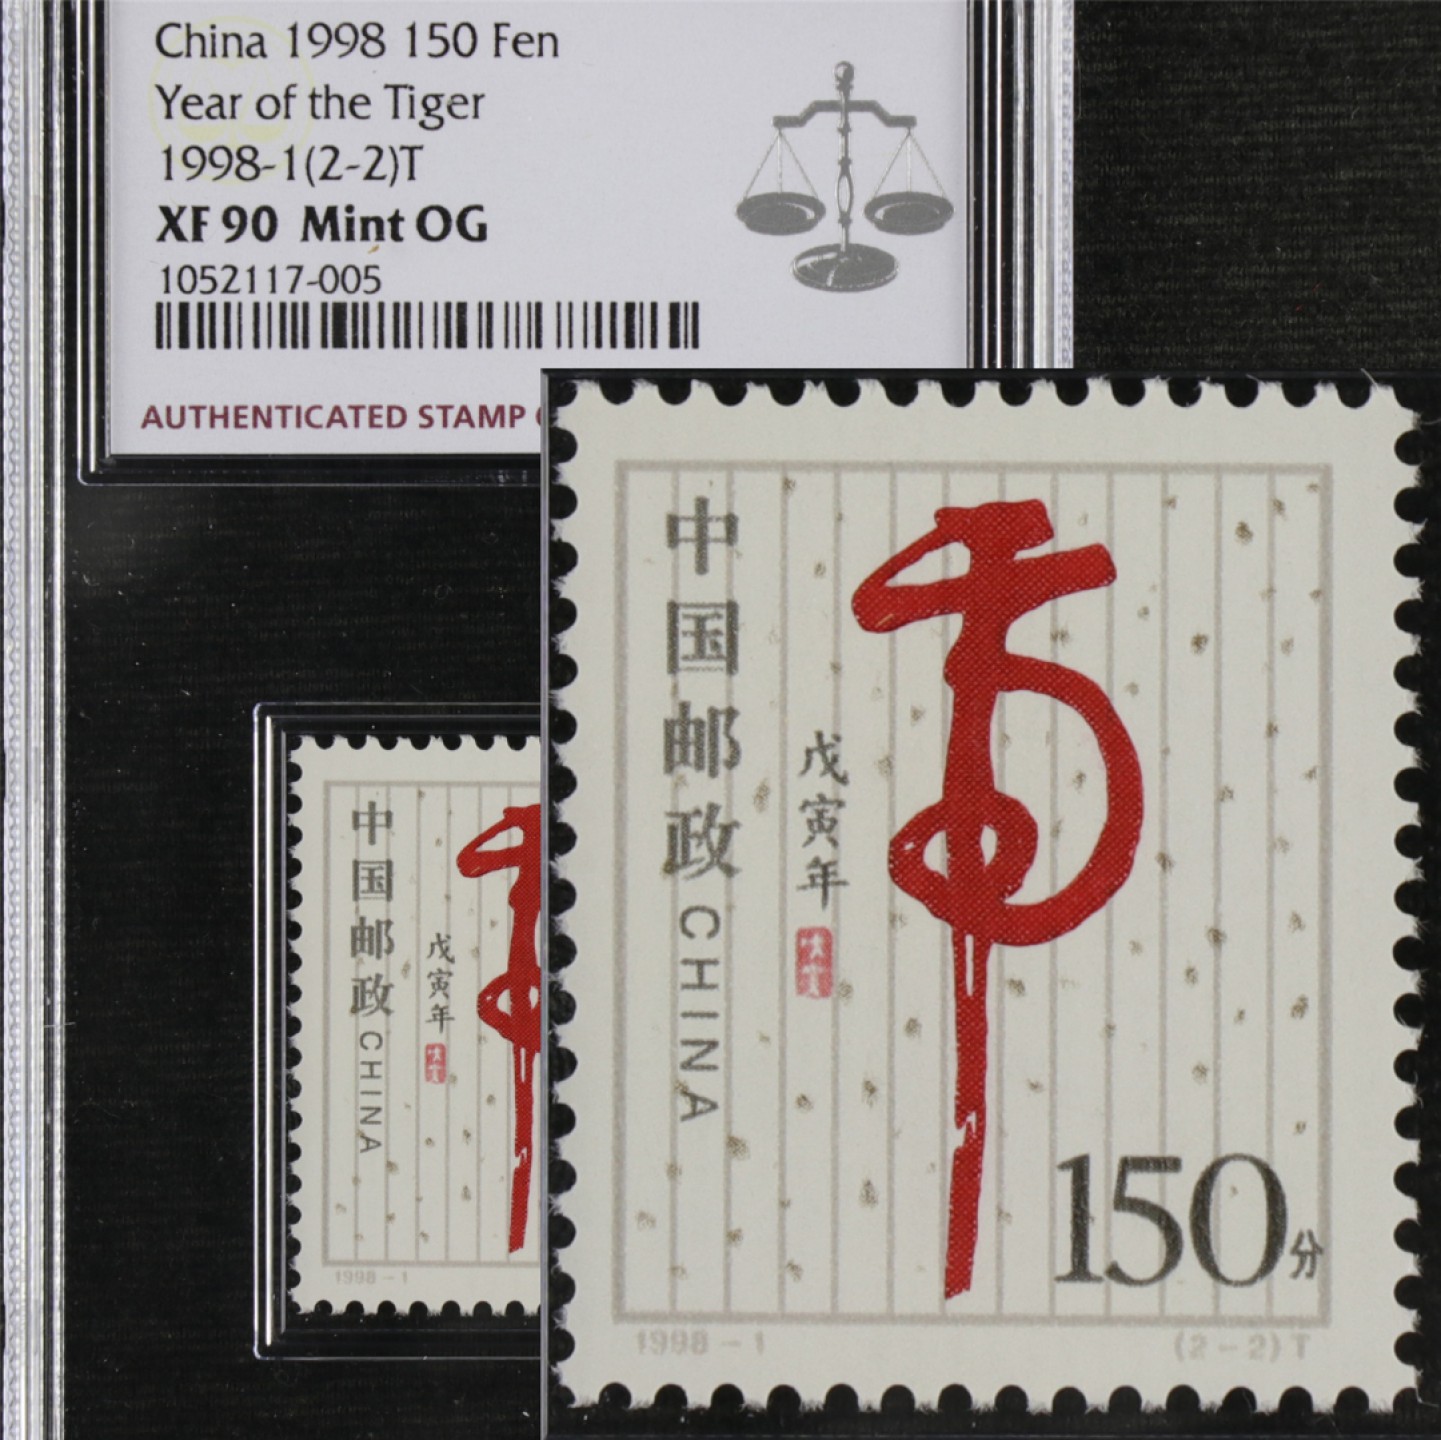 China 1998 150 Fen
Year of the Tiger
1998-1(2-2)T
XF 90 Mint OG
1052117-005
AUTHENTICATED STAMP
中国邮政 CHINA
戊寅年
1998-1
中国邮政 CHINA
戊寅年
虎
150分
1998-1
(2-2)T